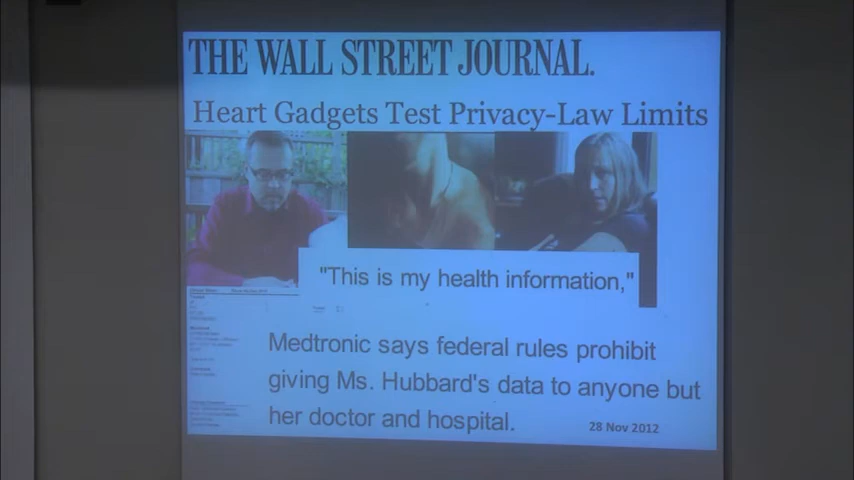 THE WALL STREET JOURNAL.
Heart Gadgets Test Privacy-Law Limits
"This is my health information,"
Medtronic says federal rules prohibit
giving Ms. Hubbard's data to anyone but
her doctor and hospital.
28 Nov 2012